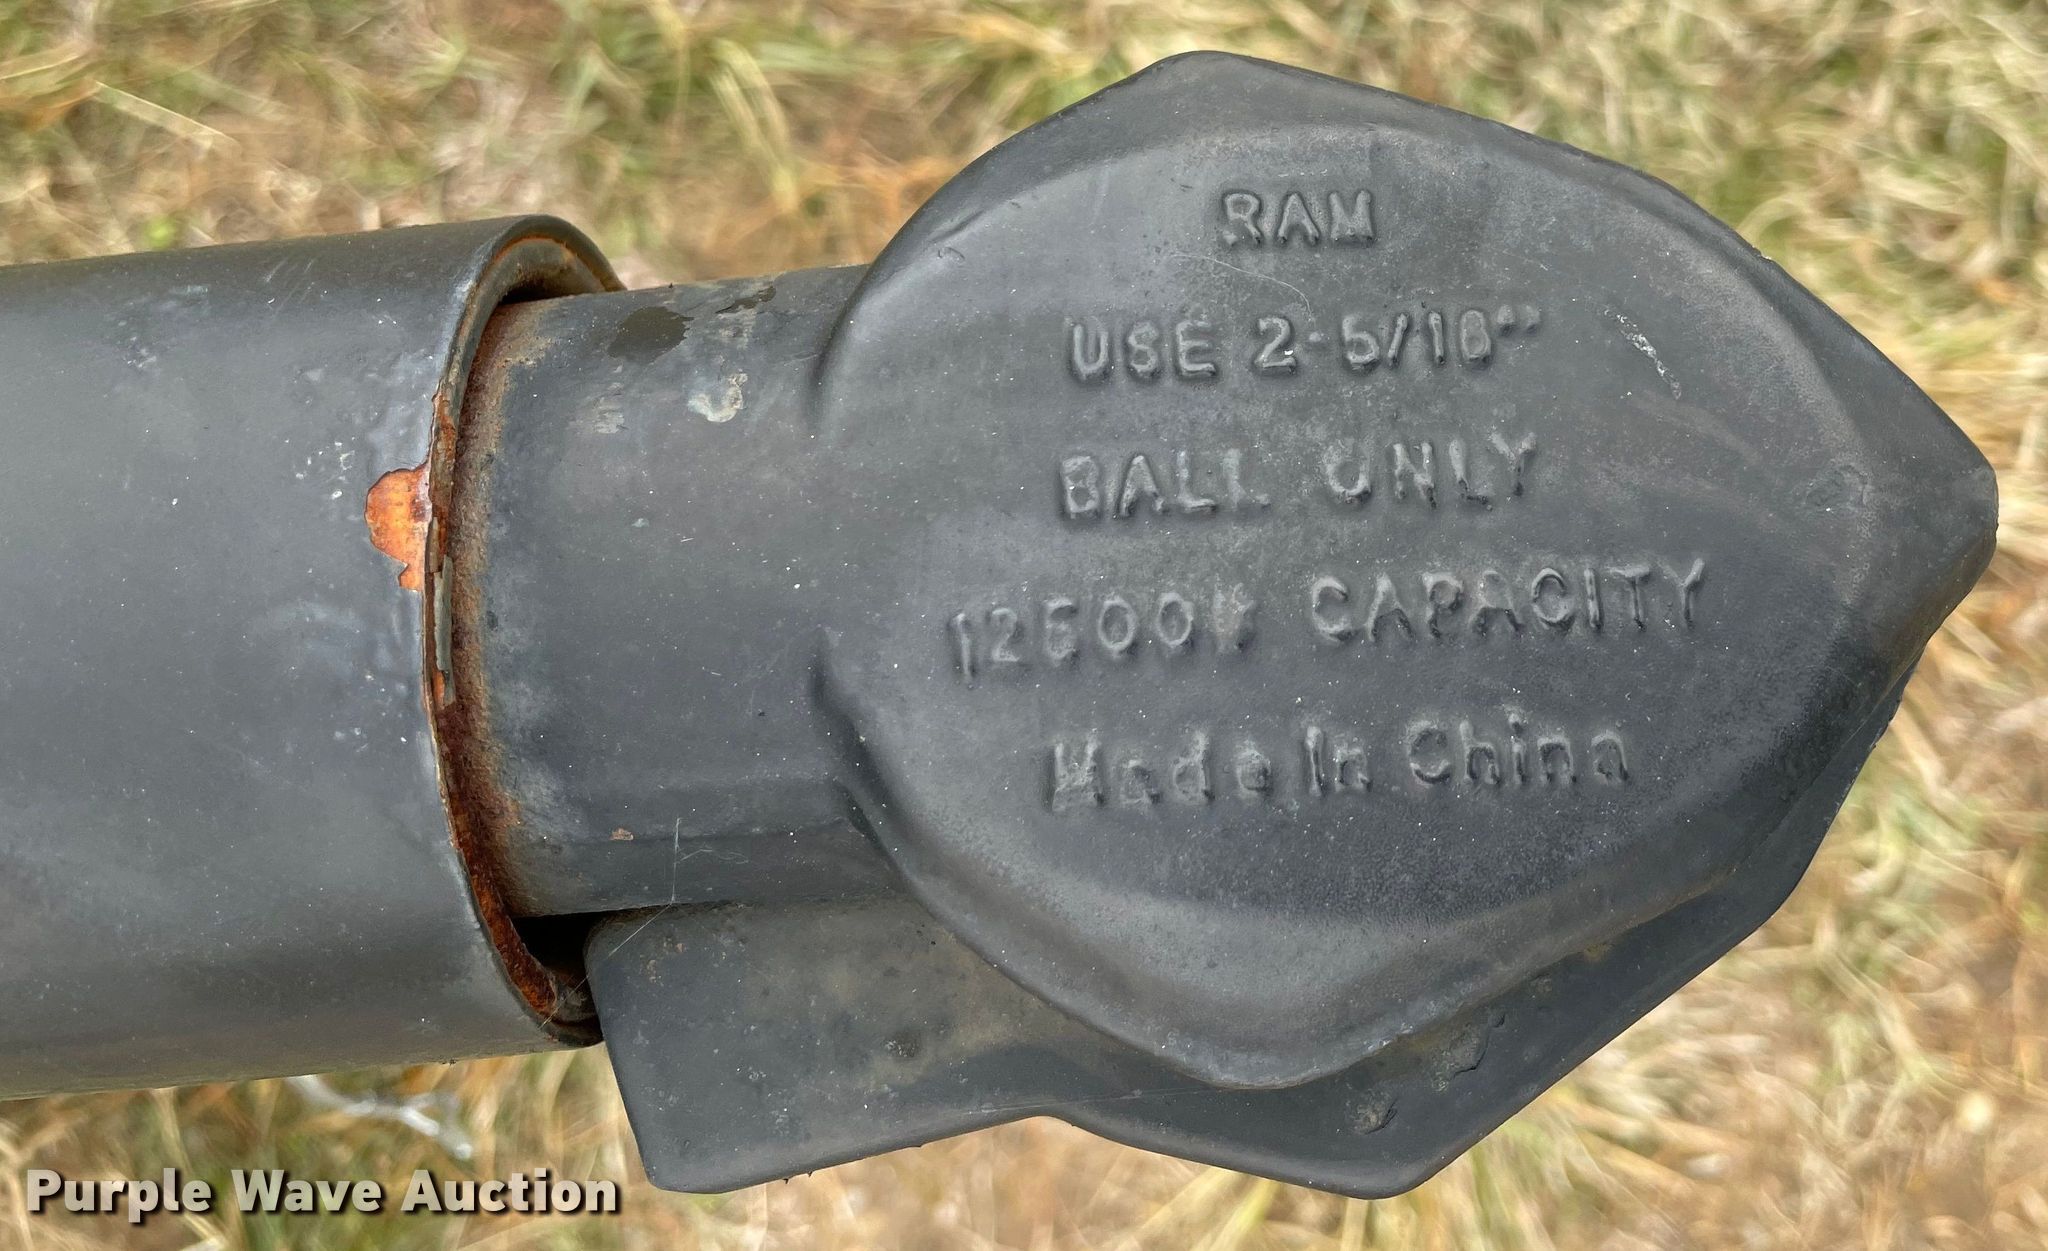 RAM
USE 2-5/16"
BALL ONLY
12500# CAPACITY
Made In China
Purple Wave Auction